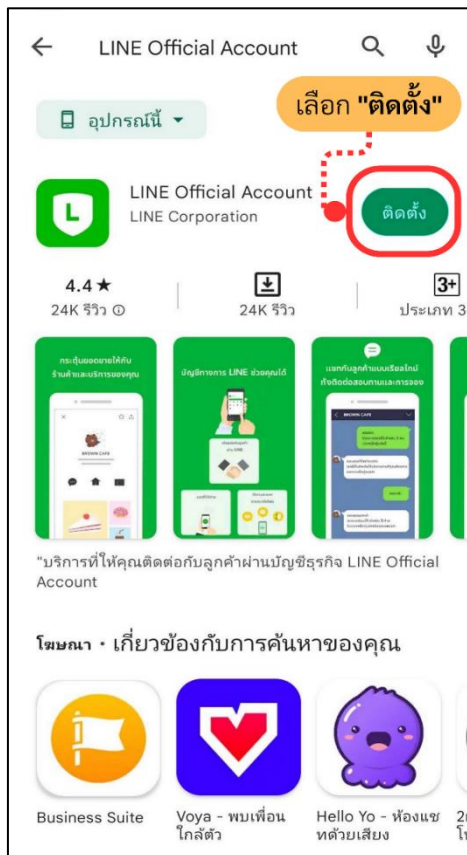 LINE Official Account
เลือก "ติดตั้ง"
อุปกรณ์นี้
LINE Official Account
LINE Corporation
ติดตั้ง
4.4★
24K รีวิว
24K รีวิว
3+
ประเภท 3
กระตุ้นยอดขายให้กับ
ร้านค้าและบริการของคุณ
BROWN CAFE
บัญชีทางการ LINE ช่วยคุณได้
แชทกับลูกค้าแบบเรียลไทม์
ทั้งติดต่อสอบถามและการจอง
BROWN CAFE
"บริการที่ให้คุณติดต่อกับลูกค้าผ่านบัญชีธุรกิจ LINE Official
Account
โฆษณา · เกี่ยวข้องกับการค้นหาของคุณ
Business Suite
Voya - พบเพื่อน
ใกล้ตัว
Hello Yo - ห้องแช
ทด้วยเสียง